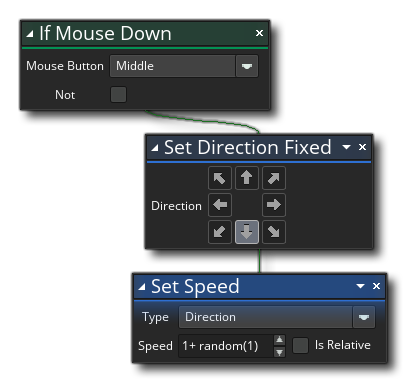 If Mouse Down
Mouse Button Middle
Not
Set Direction Fixed
Direction
Set Speed
Type Direction
Speed 1+ random(1) Is Relative